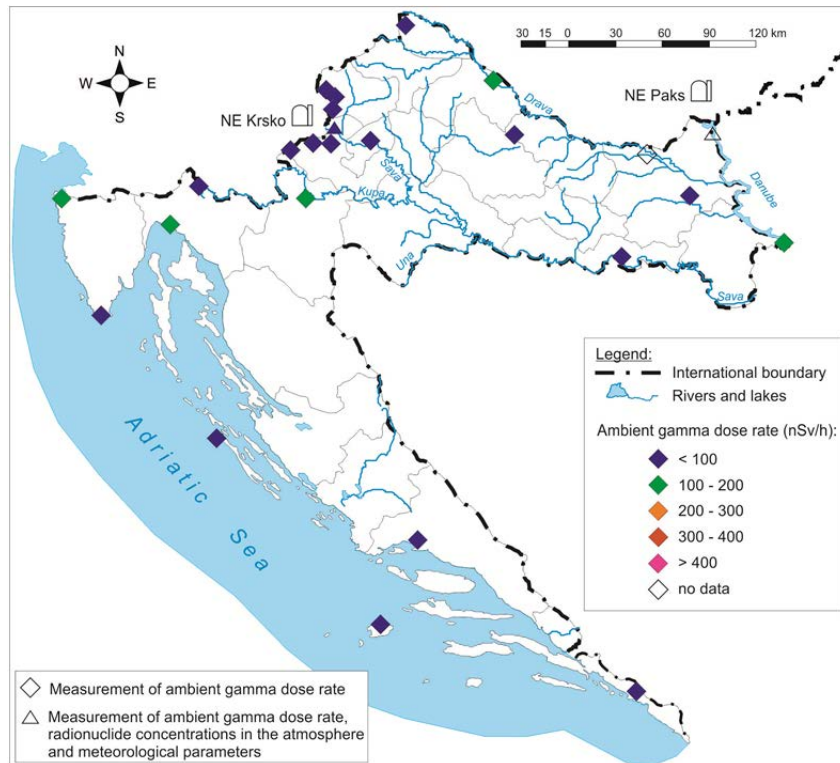 30 15 0 30 60 90 120 km
N
W E
S
NE Krsko
NE Paks
Drava
Sava
Kupa
Una
Danube
Sava
Adriatic Sea
Legend:
International boundary
Rivers and lakes
Ambient gamma dose rate (nSv/h):
< 100
100 - 200
200 - 300
300 - 400
> 400
no data
Measurement of ambient gamma dose rate
Measurement of ambient gamma dose rate,
radionuclide concentrations in the atmosphere
and meteorological parameters